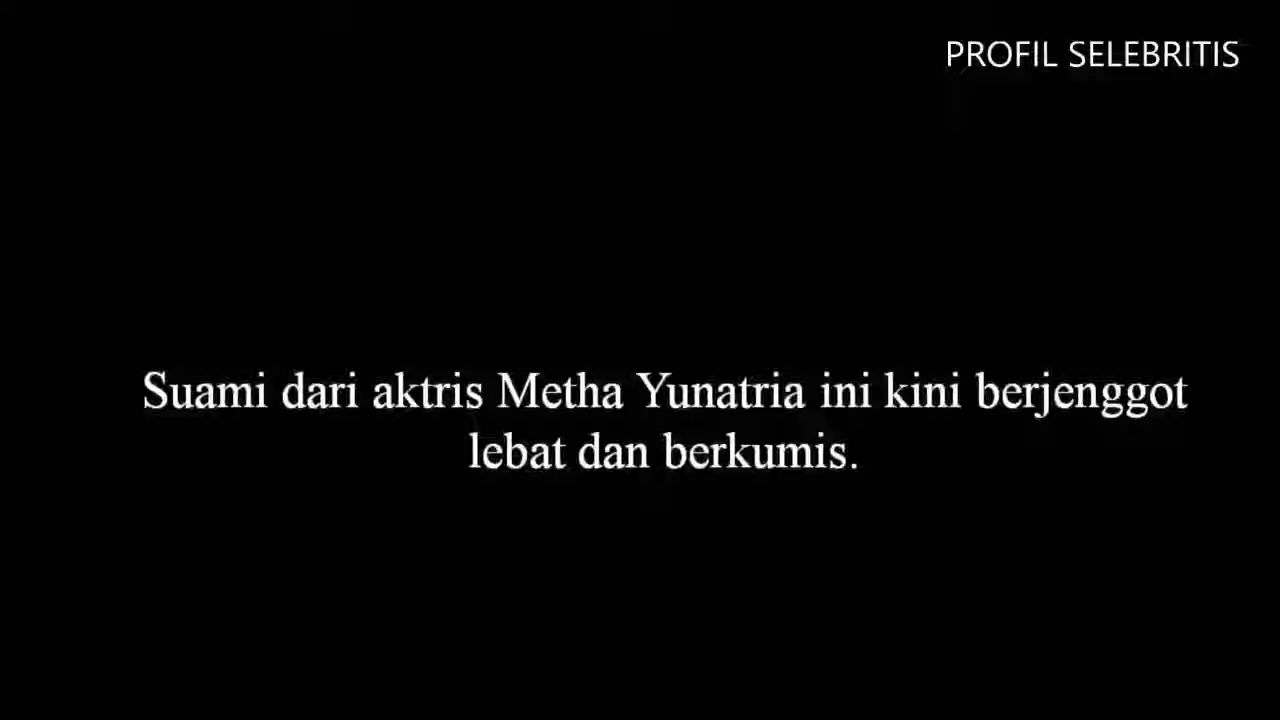 PROFIL SELEBRITIS
Suami dari aktris Metha Yunatria ini kini berjenggot
lebat dan berkumis.